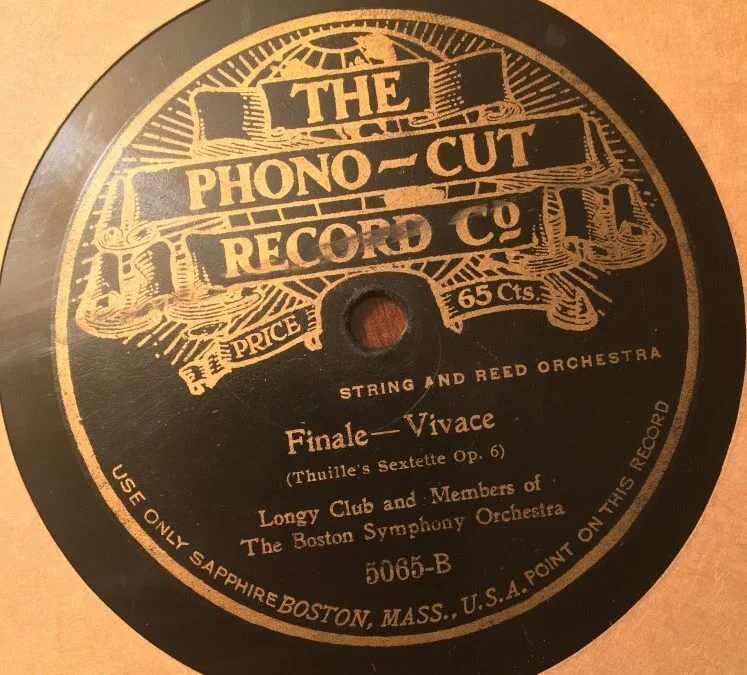 THE
PHONO-CUT
RECORD Co
PRICE
65 Cts.
STRING AND REED ORCHESTRA
Finale—Vivace
(Thuille's Sextette Op. 6)
Longy Club and Members of
The Boston Symphony Orchestra
5065-B
USE ONLY SAPPHIRE POINT ON THIS RECORD
BOSTON, MASS., U.S.A.